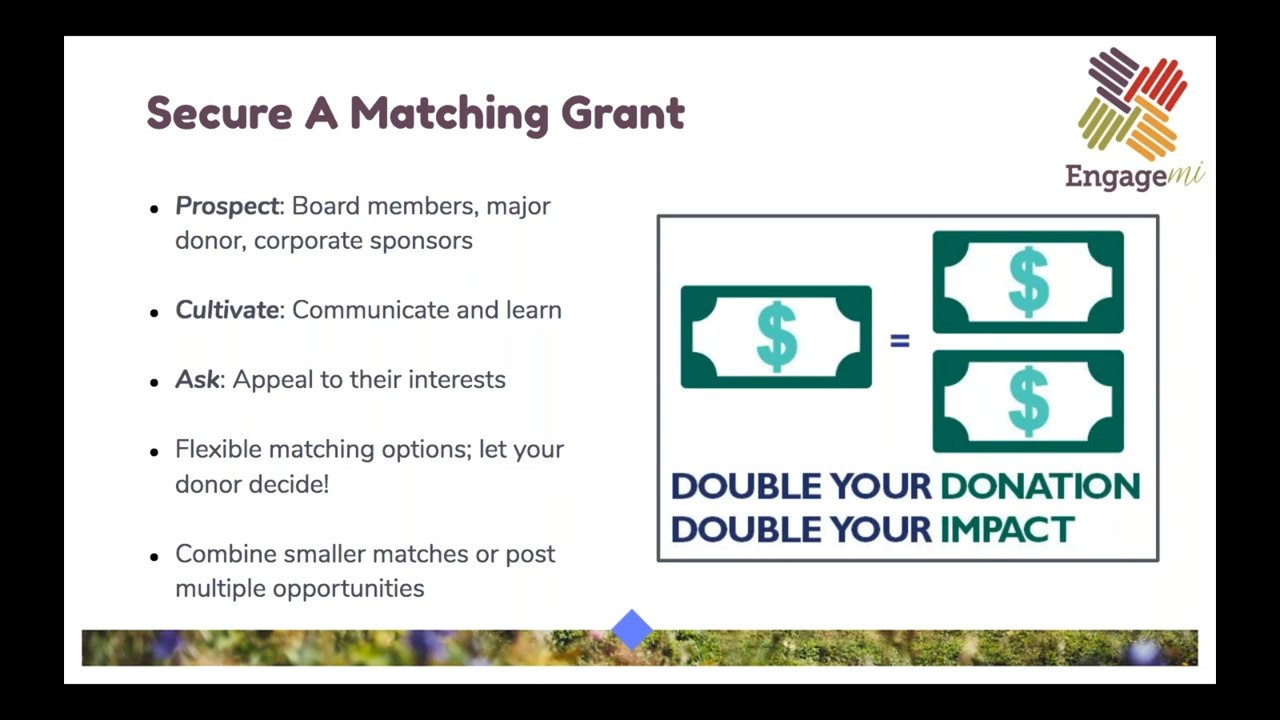 Secure A Matching Grant
Engagemi
• Prospect: Board members, major
donor, corporate sponsors
• Cultivate: Communicate and learn
• Ask: Appeal to their interests
• Flexible matching options; let your
donor decide!
• Combine smaller matches or post
multiple opportunities
$ = $
$
DOUBLE YOUR DONATION
DOUBLE YOUR IMPACT